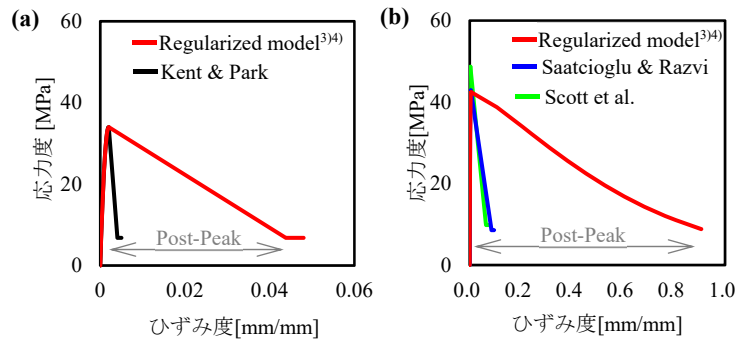 (a)
60
40
20
0
応力度 [MPa]
Regularized model3)4)
Kent & Park
Post-Peak
0
0.02
0.04
0.06
ひずみ度[mm/mm]
(b)
60
40
20
0
応力度[MPa]
Regularized model3)4)
Saatcioglu & Razvi
Scott et al.
Post-Peak
0.0
0.2
0.4
0.6
0.8
1.0
ひずみ度[mm/mm]